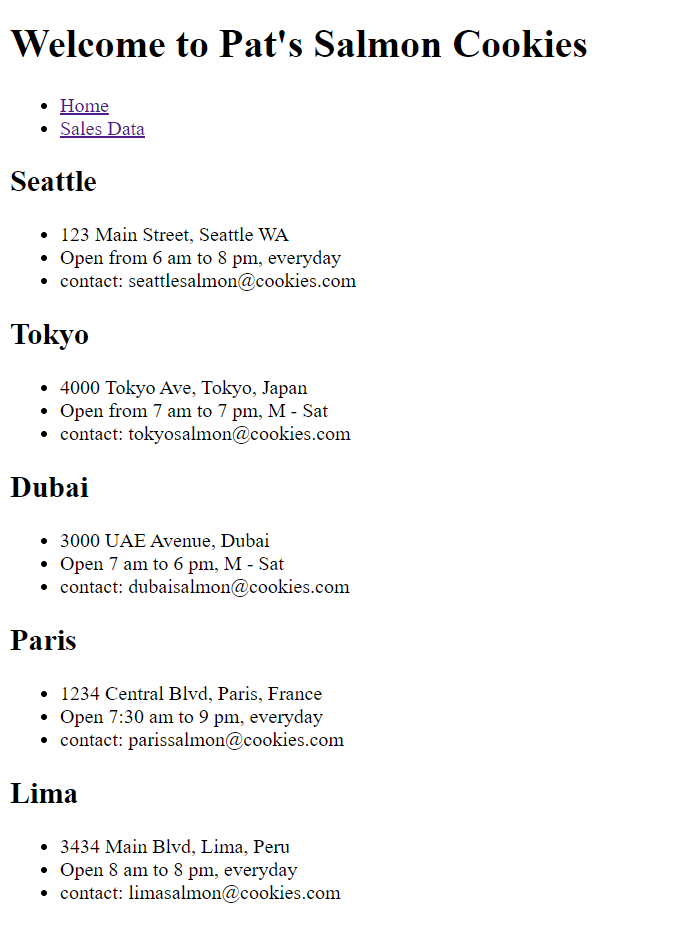 Welcome to Pat's Salmon Cookies
Home
Sales Data
Seattle
123 Main Street, Seattle WA
Open from 6 am to 8 pm, everyday
contact: seattlesalmon@cookies.com
Tokyo
4000 Tokyo Ave, Tokyo, Japan
Open from 7 am to 7 pm, M - Sat
contact: tokyosalmon@cookies.com
Dubai
3000 UAE Avenue, Dubai
Open 7 am to 6 pm, M - Sat
contact: dubaisalmon@cookies.com
Paris
1234 Central Blvd, Paris, France
Open 7:30 am to 9 pm, everyday
contact: parissalmon@cookies.com
Lima
3434 Main Blvd, Lima, Peru
Open 8 am to 8 pm, everyday
contact: limasalmon@cookies.com